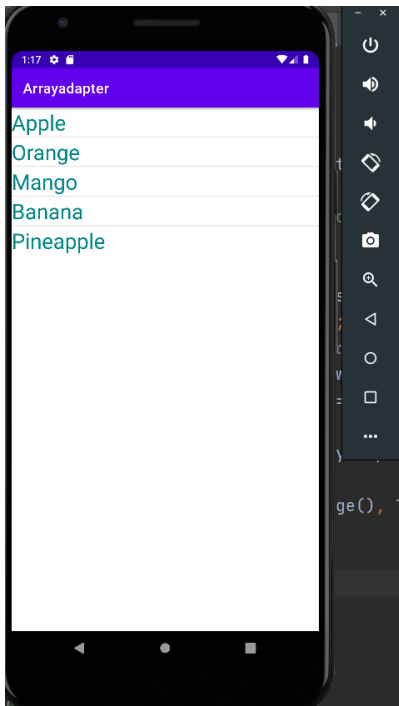 1:17
Arrayadapter
Apple
Orange
Mango
Banana
Pineapple
ge(),